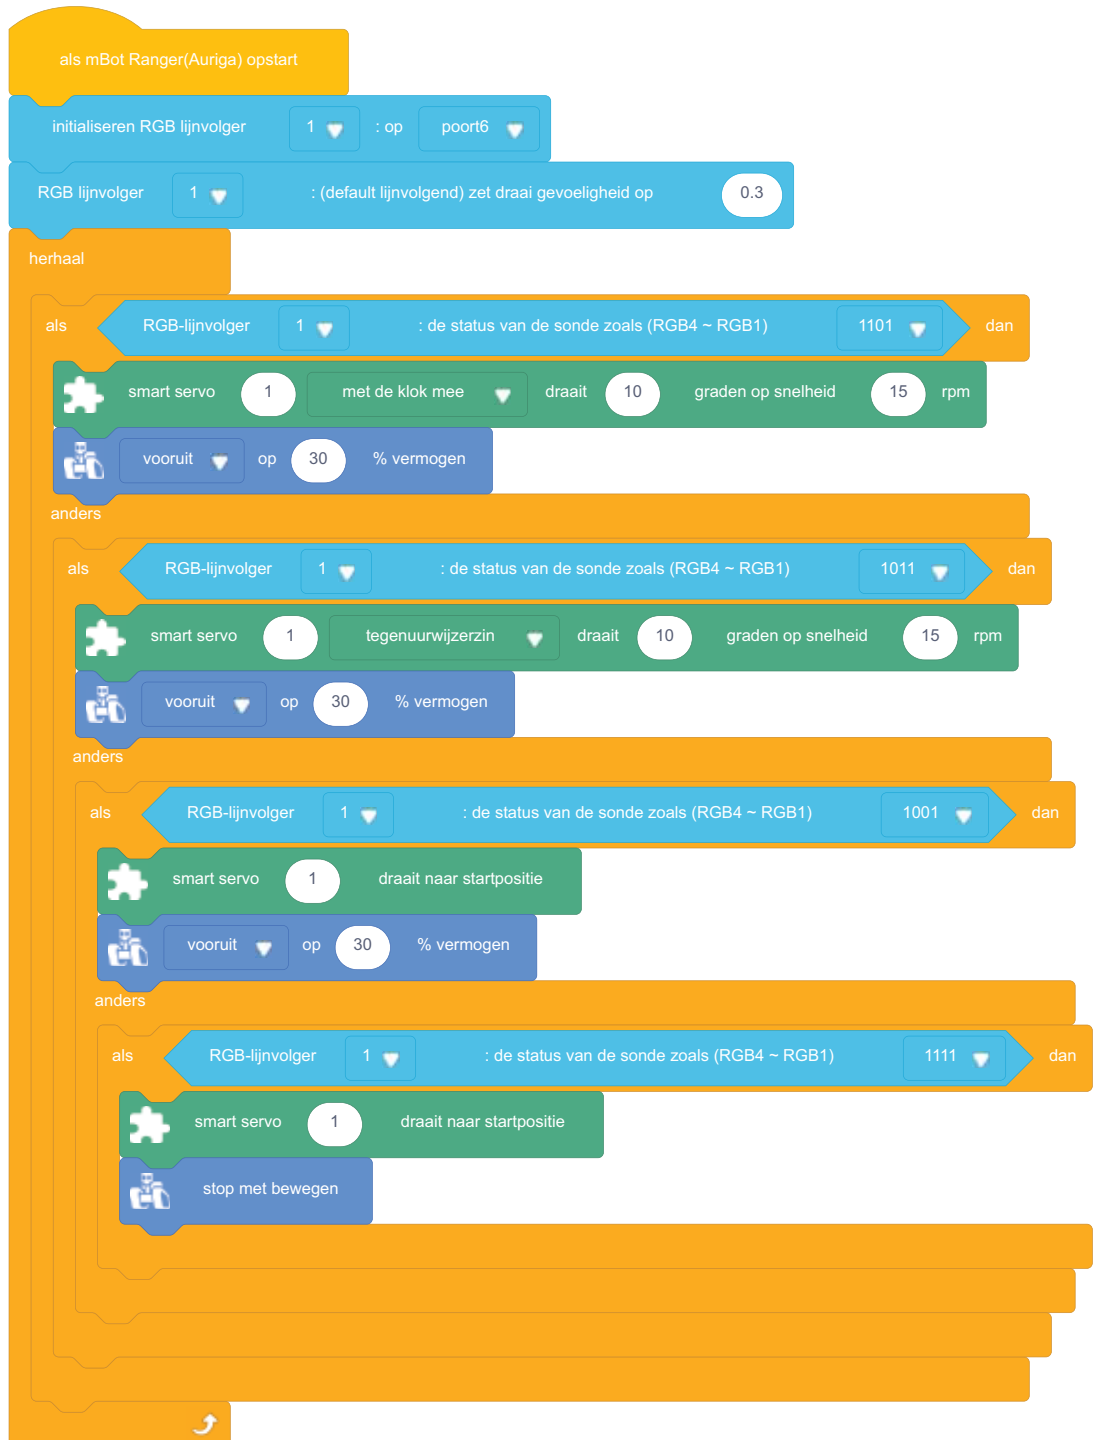 als mBot Ranger(Auriga) opstart
initialiseren RGB lijnvolger 1 : op poort6
RGB lijnvolger 1 : (default lijnvolgend) zet draai gevoeligheid op 0.3
herhaal
als RGB-lijnvolger 1 : de status van de sonde zoals (RGB4 ~ RGB1) 1101 dan
smart servo 1 met de klok mee draait 10 graden op snelheid 15 rpm
vooruit op 30 % vermogen
anders
als RGB-lijnvolger 1 : de status van de sonde zoals (RGB4 ~ RGB1) 1011 dan
smart servo 1 tegenuurwijzerzin draait 10 graden op snelheid 15 rpm
vooruit op 30 % vermogen
anders
als RGB-lijnvolger 1 : de status van de sonde zoals (RGB4 ~ RGB1) 1001 dan
smart servo 1 draait naar startpositie
vooruit op 30 % vermogen
anders
als RGB-lijnvolger 1 : de status van de sonde zoals (RGB4 ~ RGB1) 1111 dan
smart servo 1 draait naar startpositie
stop met bewegen